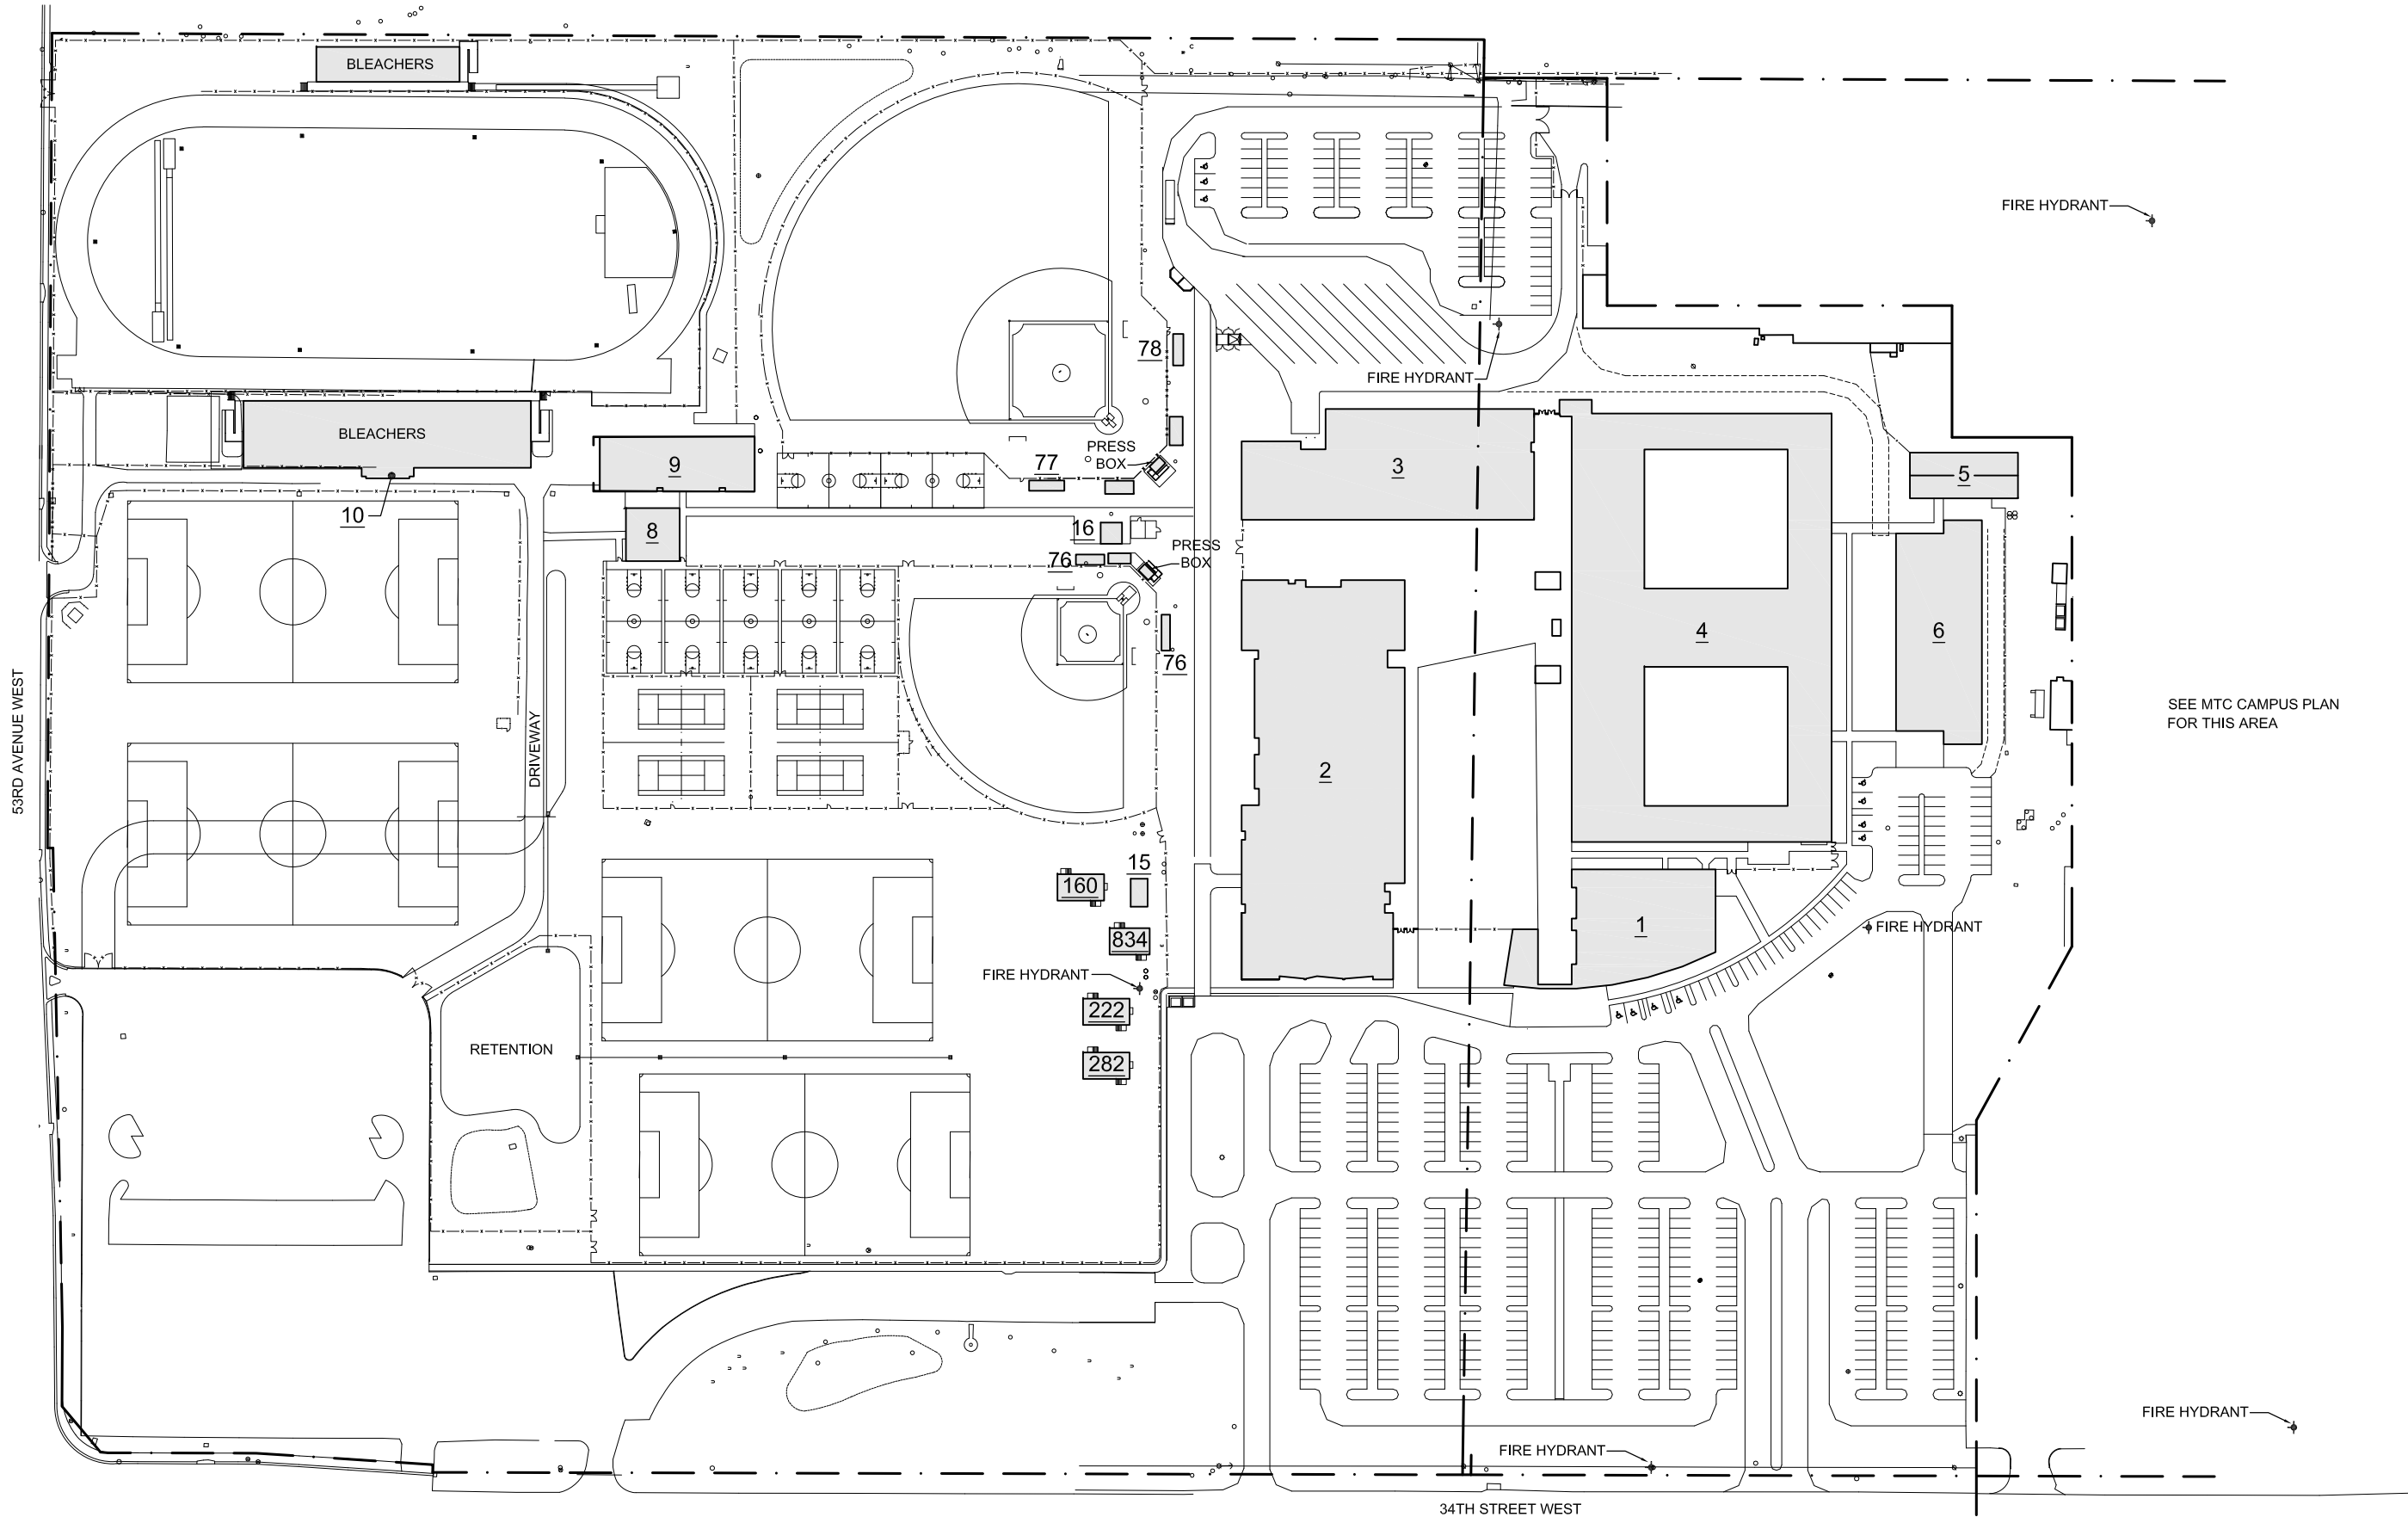 BLEACHERS
FIRE HYDRANT
78
FIRE HYDRANT
BLEACHERS
PRESS
BOX
77
9
3
5
10
16
8
76
PRESS
BOX
76
4
6
53RD AVENUE WEST
DRIVEWAY
SEE MTC CAMPUS PLAN
FOR THIS AREA
2
15
160
834
1
FIRE HYDRANT
FIRE HYDRANT
222
RETENTION
282
FIRE HYDRANT
FIRE HYDRANT
34TH STREET WEST